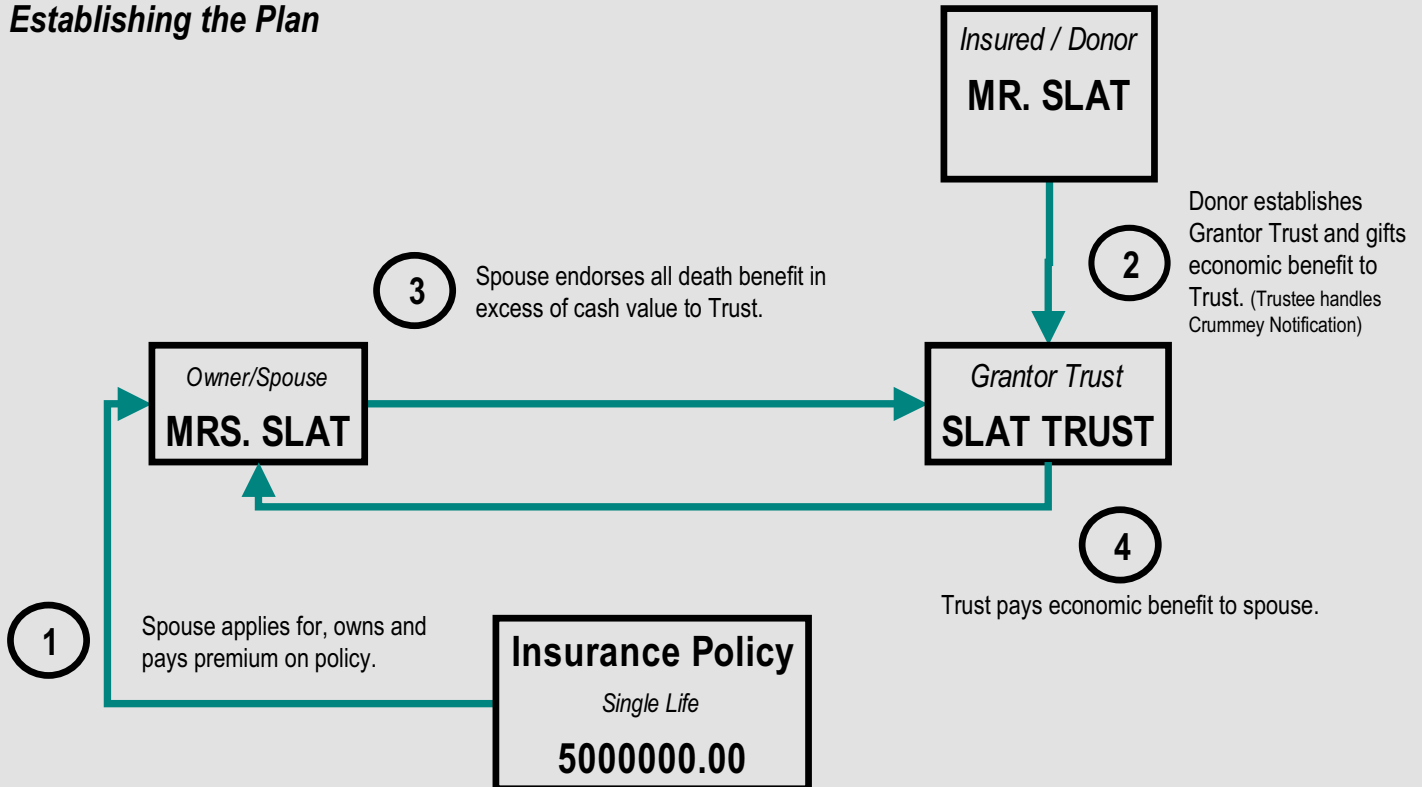 Establishing the Plan
Insured / Donor
MR. SLAT
Donor establishes
Grantor Trust and gifts
economic benefit to
Trust. (Trustee handles
Crummey Notification)
2
3
Spouse endorses all death benefit in
excess of cash value to Trust.
Owner/Spouse
MRS. SLAT
Grantor Trust
SLAT TRUST
4
Trust pays economic benefit to spouse.
1
Spouse applies for, owns and
pays premium on policy.
Insurance Policy
Single Life
5000000.00